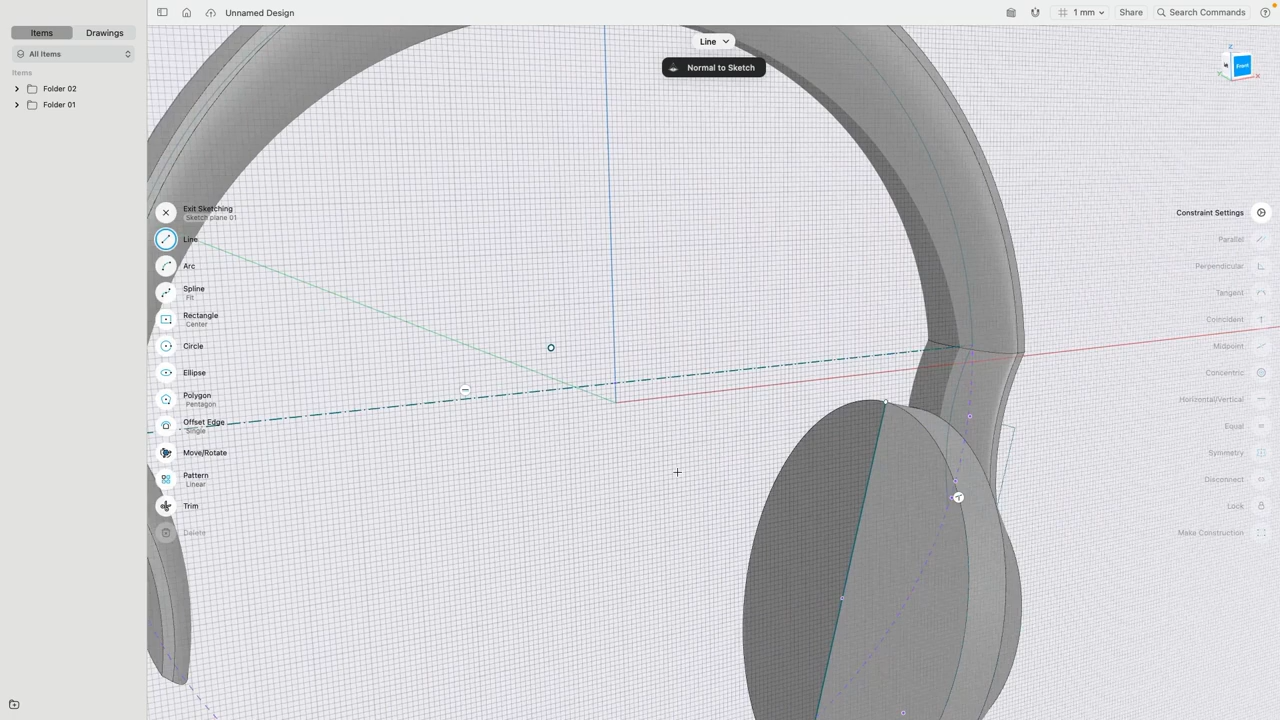 Unnamed Design
1 mm
Share
Search Commands
Items
Drawings
All Items
Items
Folder 02
Folder 01
Line
Normal to Sketch
Z
Front
Y
X
Exit Sketching
Sketch plane 01
Line
Arc
Spline
Fit
Rectangle
Center
Circle
Ellipse
Polygon
Pentagon
Offset Edge
Single
Move/Rotate
Pattern
Linear
Trim
Delete
Constraint Settings
Parallel
Perpendicular
Tangent
Coincident
Midpoint
Concentric
Horizontal/Vertical
Equal
Symmetry
Disconnect
Lock
Make Construction